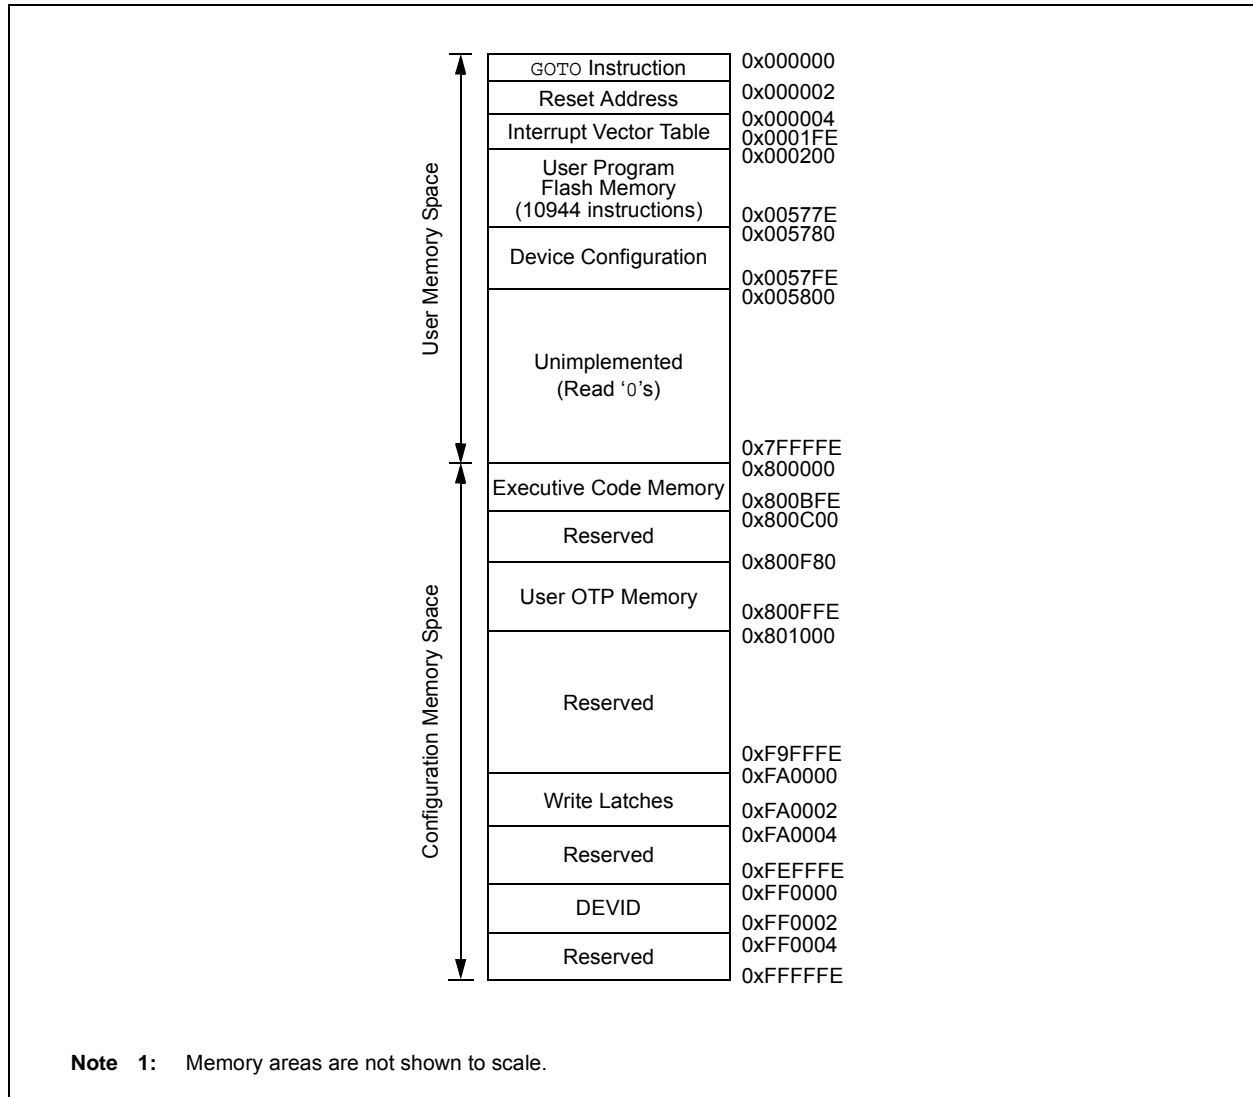 GOTO Instruction
0x000000
Reset Address
0x000002
0x000004
Interrupt Vector Table
0x0001FE
0x000200
User Program
Flash Memory
(10944 instructions)
0x00577E
0x005780
Device Configuration
0x0057FE
0x005800
User Memory Space
Unimplemented
(Read ‘0’s)
0x7FFFFE
0x800000
Executive Code Memory
0x800BFE
0x800C00
Reserved
0x800F80
User OTP Memory
0x800FFE
0x801000
Configuration Memory Space
Reserved
0xF9FFFE
0xFA0000
Write Latches
0xFA0002
0xFA0004
Reserved
0xFEFFFE
0xFF0000
DEVID
0xFF0002
0xFF0004
Reserved
0xFFFFFE
Note 1: Memory areas are not shown to scale.